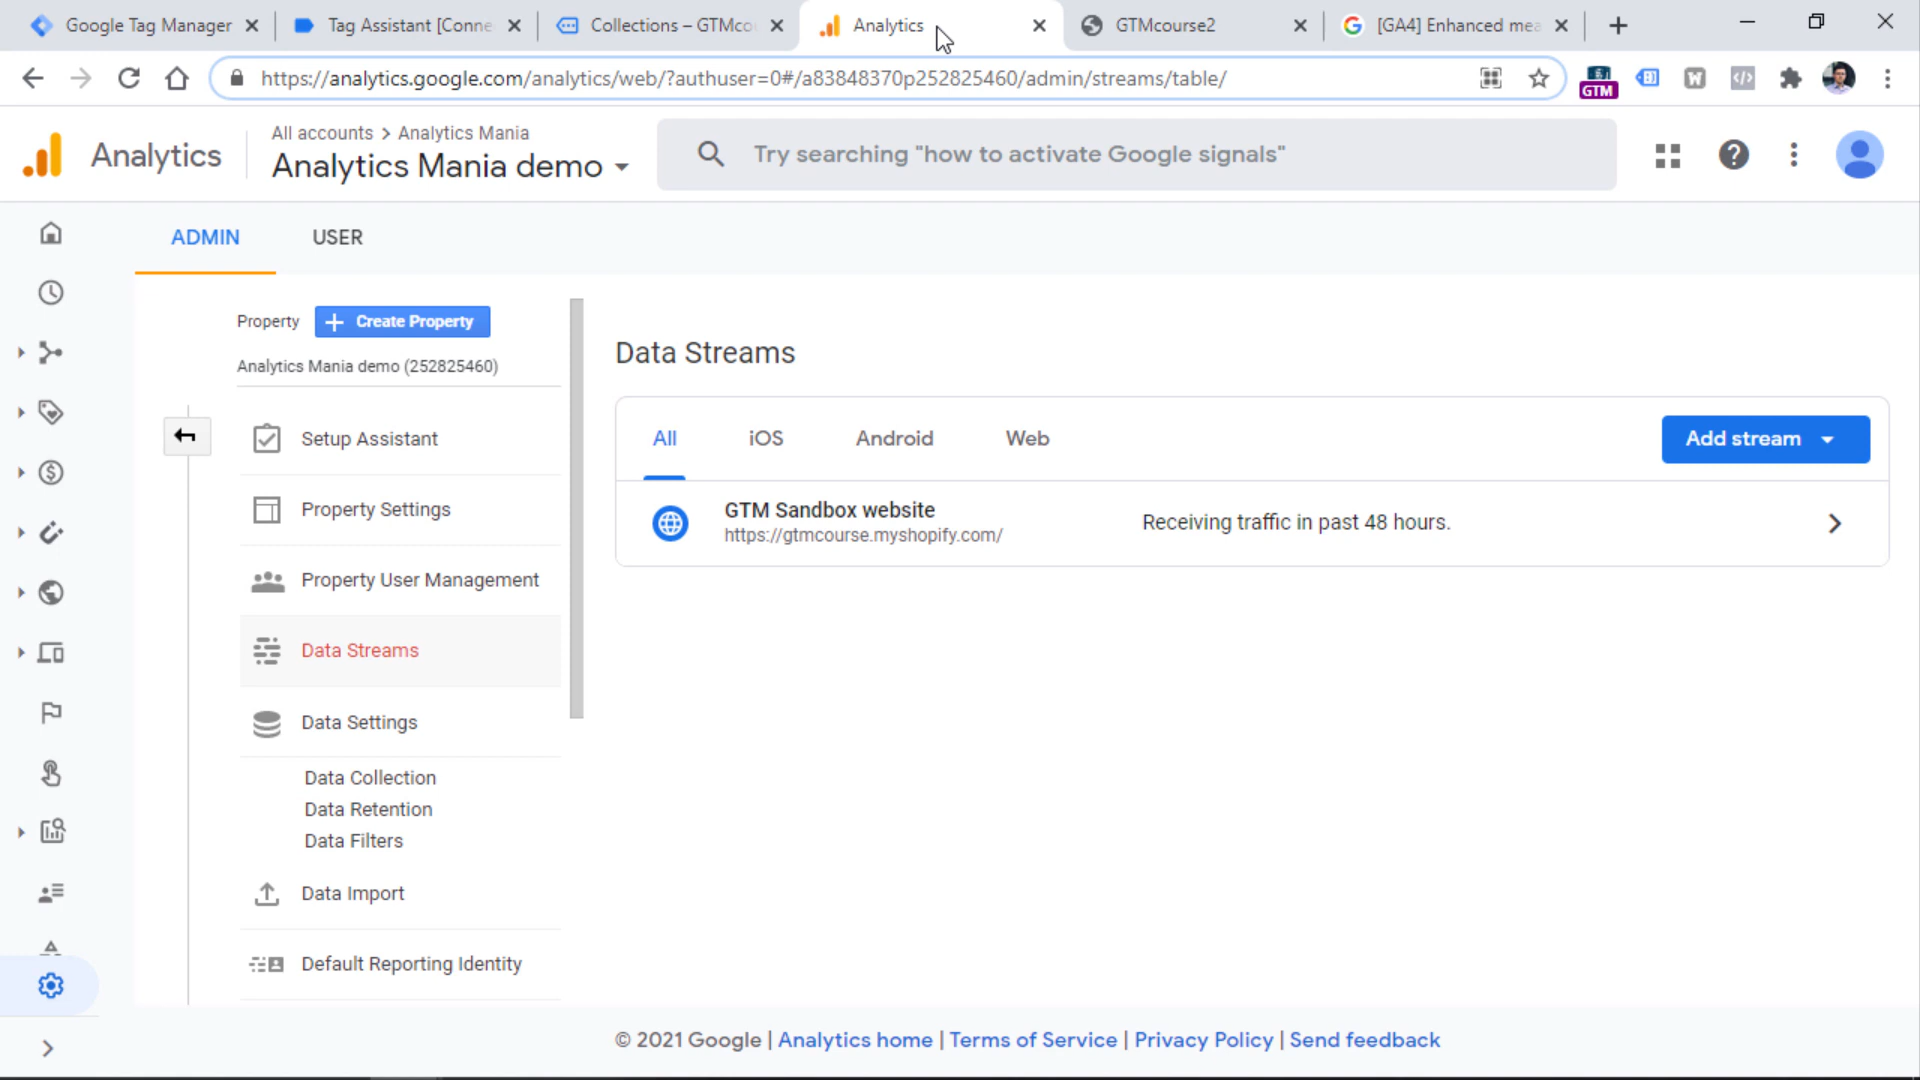 Google Tag Manager
Tag Assistant [Conne
Collections – GTMco
Analytics
GTMcourse2
[GA4] Enhanced mea
https://analytics.google.com/analytics/web/?authuser=0#/a83848370p252825460/admin/streams/table/
GTM
W
Analytics
All accounts > Analytics Mania
Analytics Mania demo
Try searching "how to activate Google signals"
ADMIN
USER
Property
Create Property
Analytics Mania demo (252825460)
Setup Assistant
Property Settings
Property User Management
Data Streams
Data Settings
Data Collection
Data Retention
Data Filters
Data Import
Default Reporting Identity
Data Streams
All
iOS
Android
Web
Add stream
GTM Sandbox website
https://gtmcourse.myshopify.com/
Receiving traffic in past 48 hours.
© 2021 Google | Analytics home | Terms of Service | Privacy Policy | Send feedback